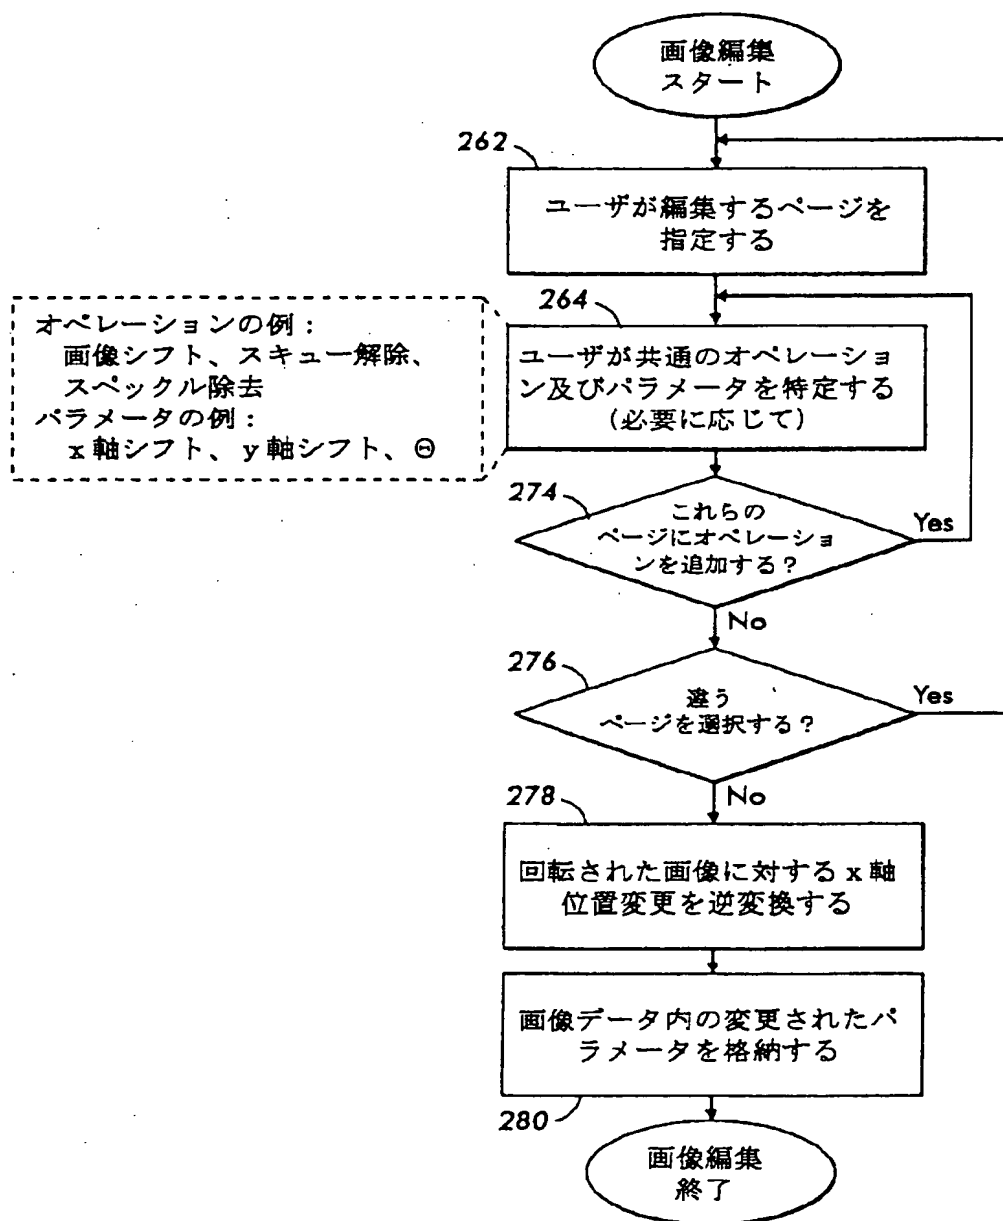 画像編集
スタート
262
ユーザが編集するページを
指定する
264
オペレーションの例：
画像シフト、スキュー解除、
スペックル除去
パラメータの例：
x軸シフト、y軸シフト、Θ
ユーザが共通のオペレーショ
ン及びパラメータを特定する
（必要に応じて）
274
これらの
ページにオペレーショ
ンを追加する？
Yes
No
276
違う
ページを選択する？
Yes
No
278
回転された画像に対するx軸
位置変更を逆変換する
画像データ内の変更されたパ
ラメータを格納する
280
画像編集
終了